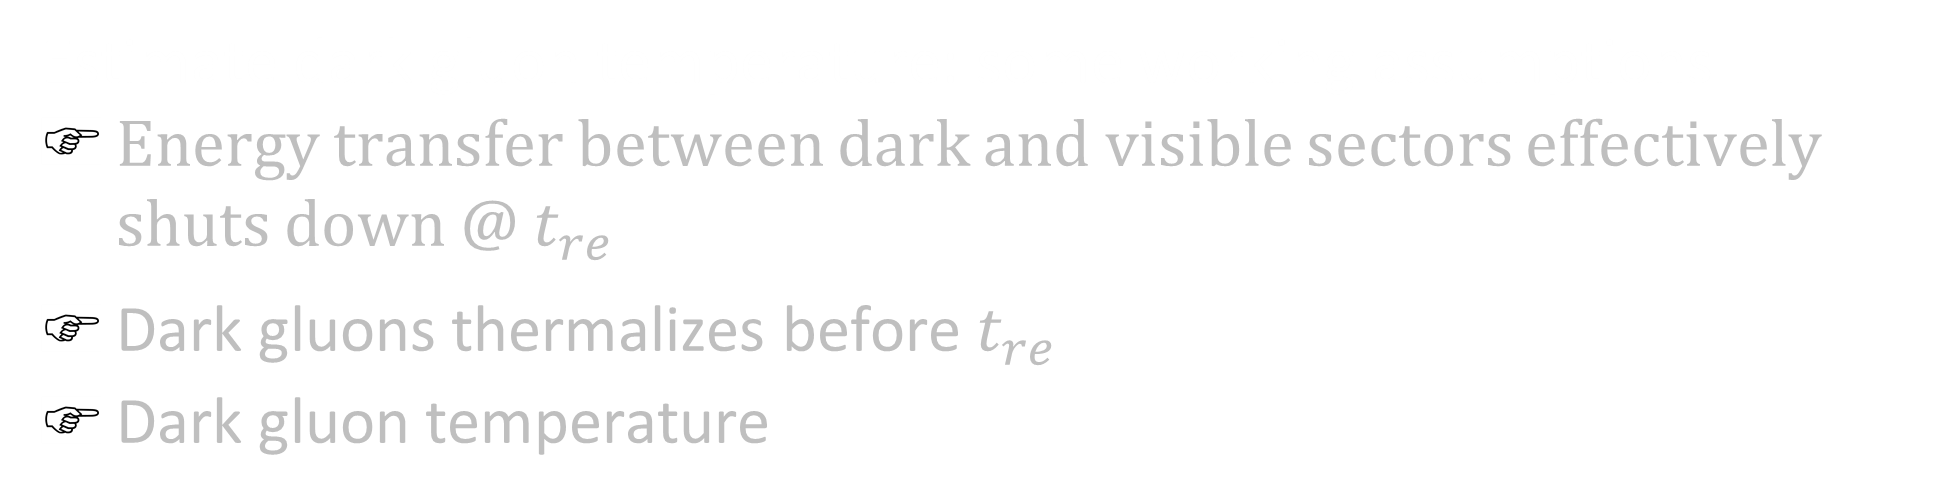 ☞ Energy transfer between dark and visible sectors effectively
shuts down @ t_re
☞ Dark gluons thermalizes before t_re
☞ Dark gluon temperature